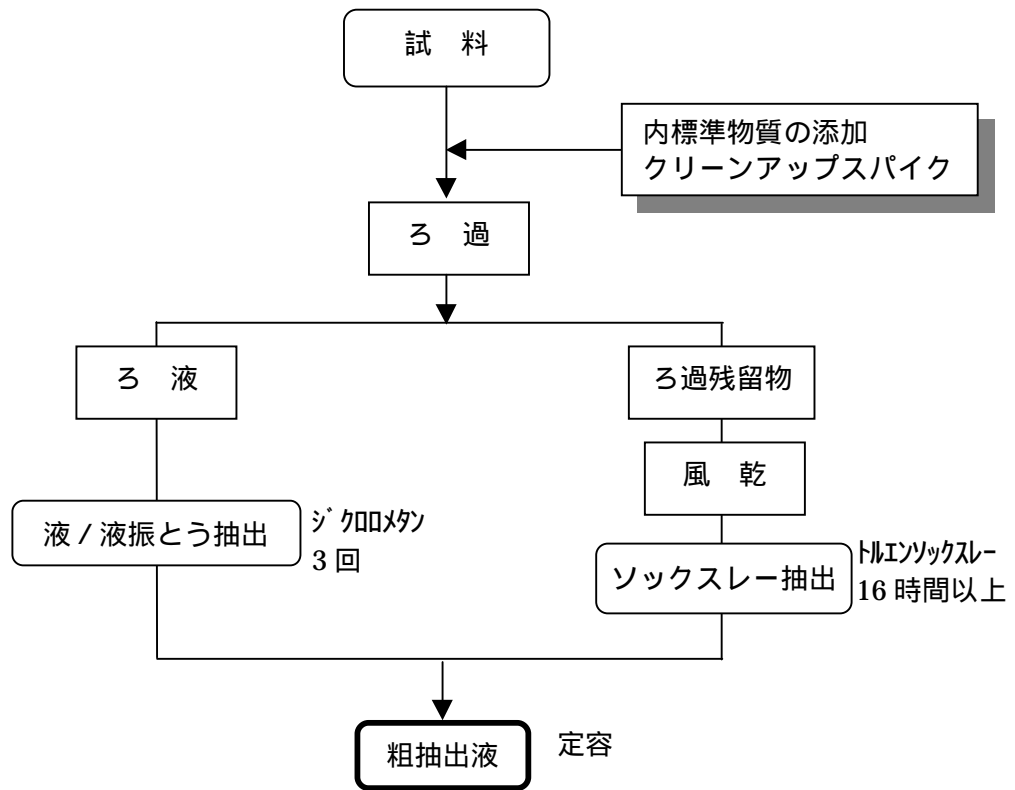 試　料
内標準物質の添加
クリーンアップスパイク
ろ　過
ろ　液
ろ過残留物
風　乾
液／液振とう抽出
ｼﾞｸﾛﾛﾒﾀﾝ
3 回
ソックスレー抽出
ﾄﾙｴﾝｿｯｸｽﾚｰ
16 時間以上
粗抽出液
定容